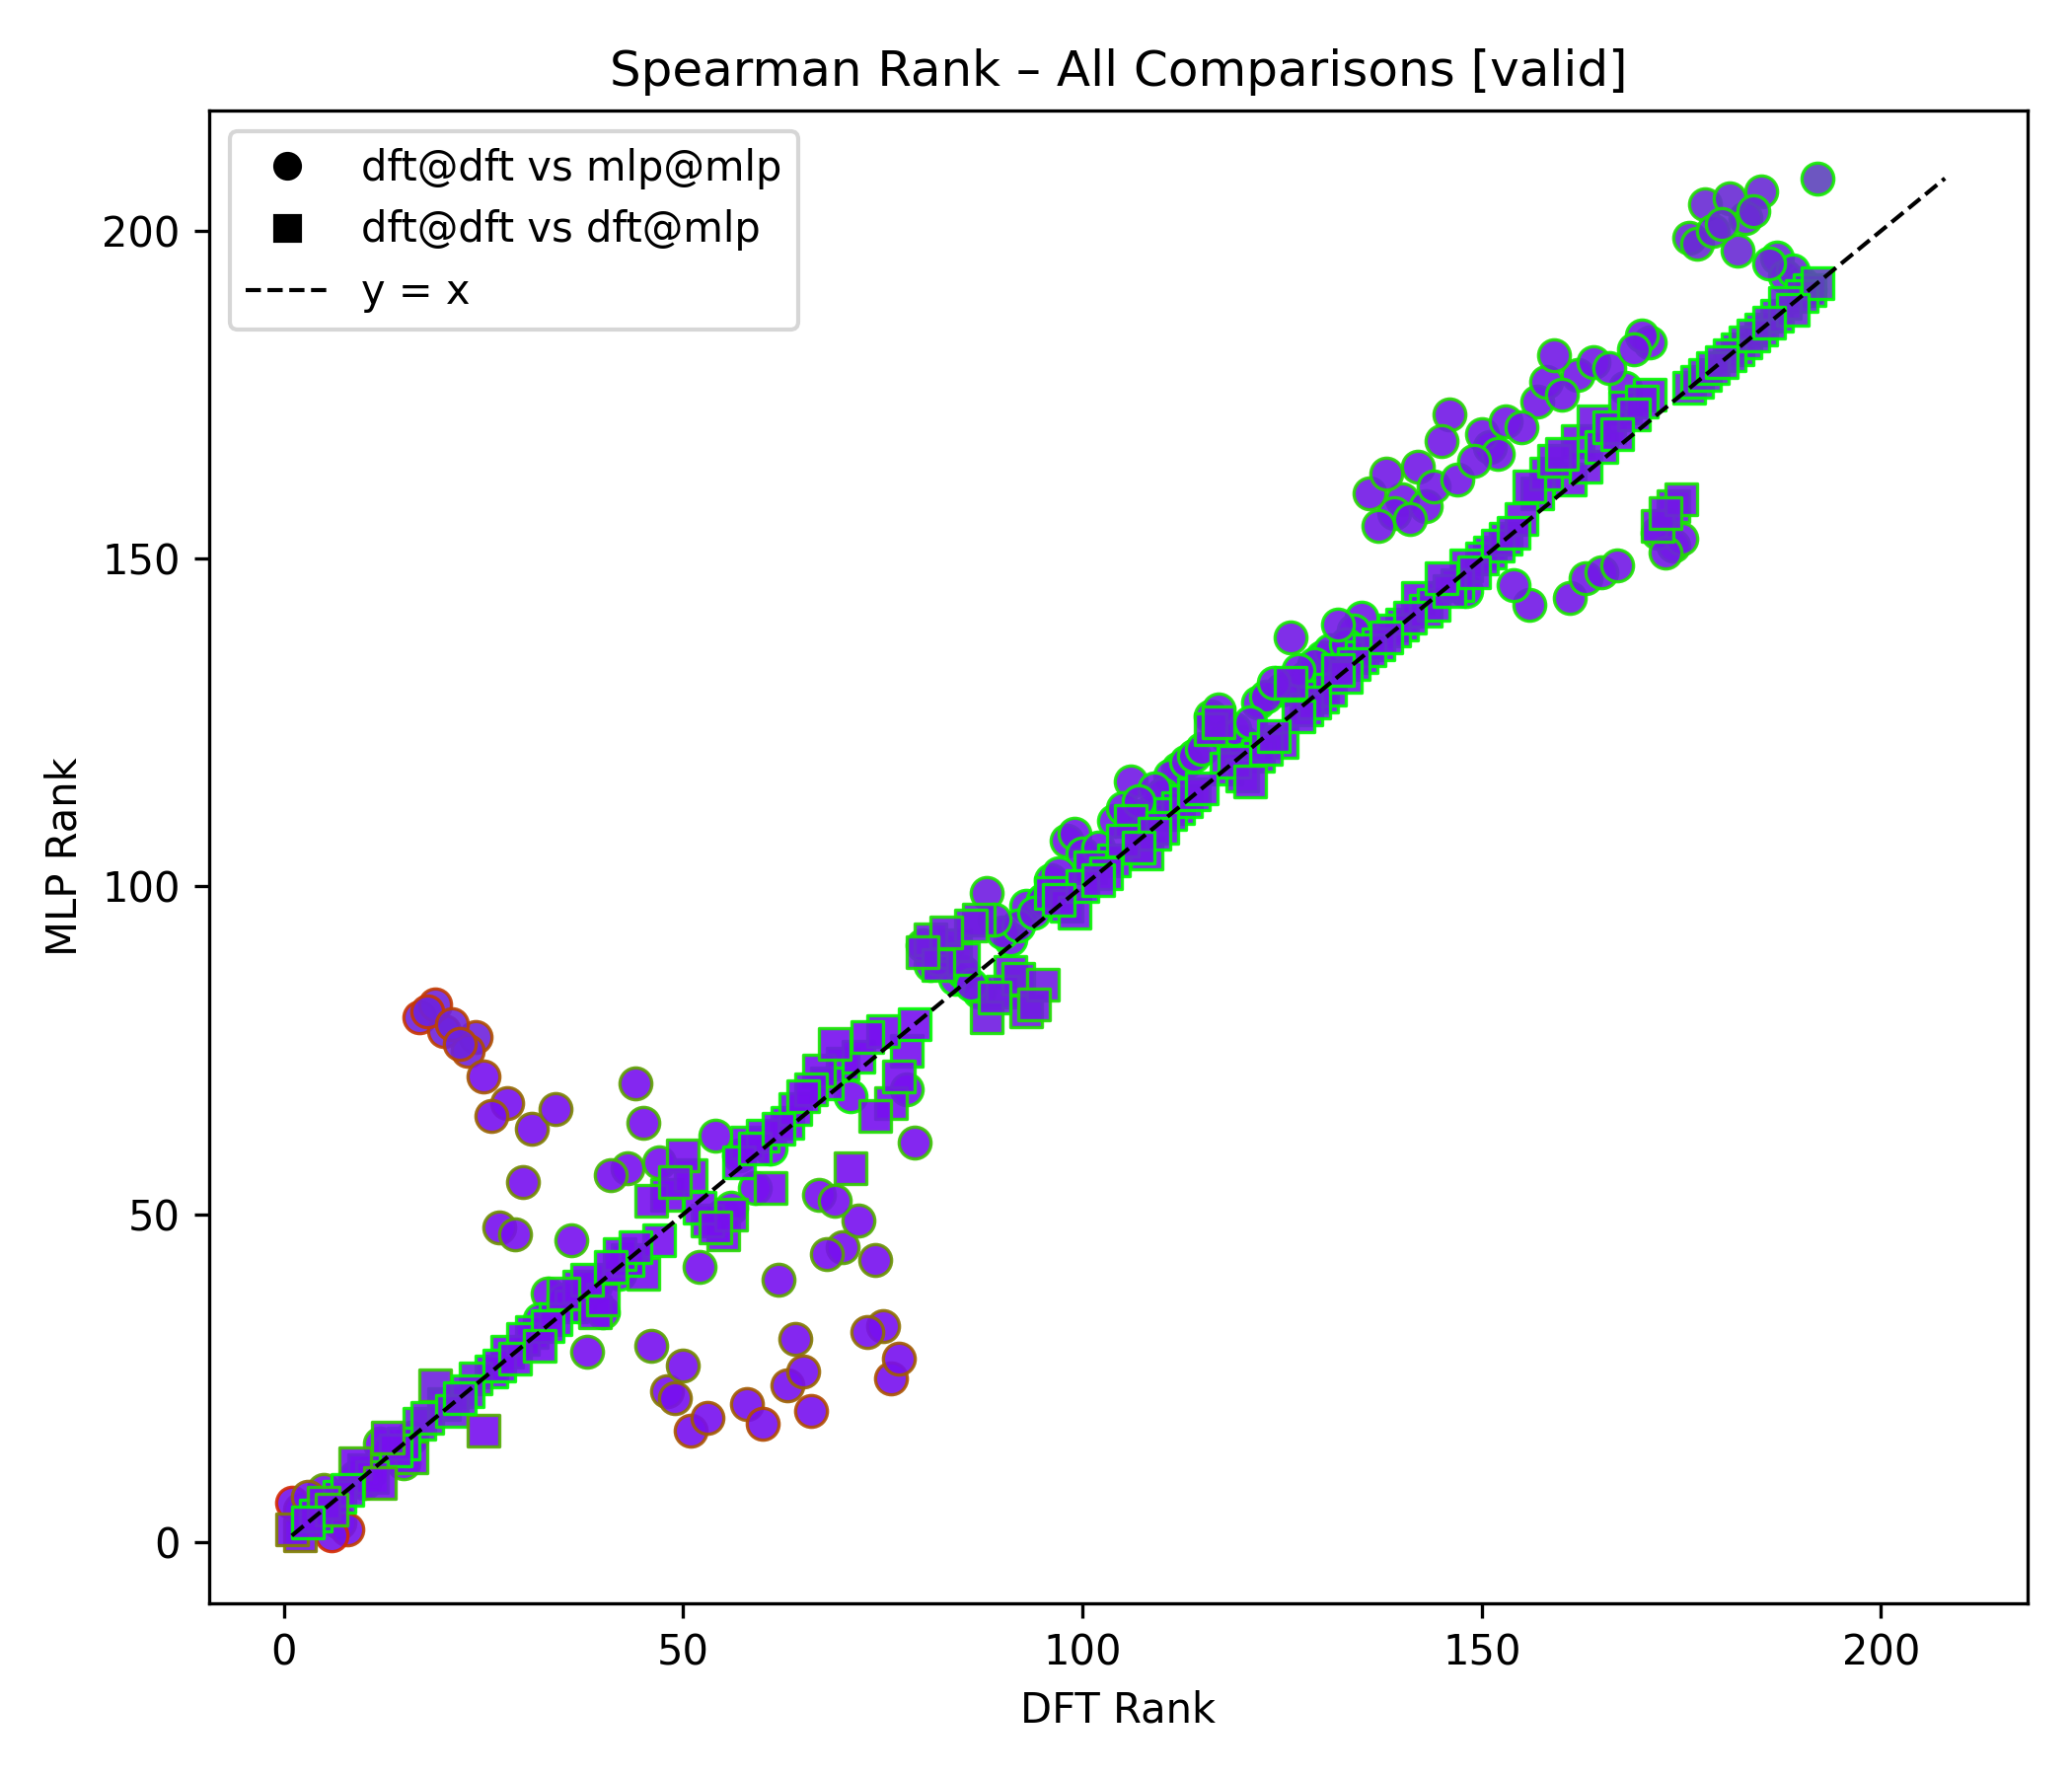 Spearman Rank – All Comparisons [valid]
dft@dft vs mlp@mlp
dft@dft vs dft@mlp
y = x
MLP Rank
200
150
100
50
0
0 50 100 150 200
DFT Rank